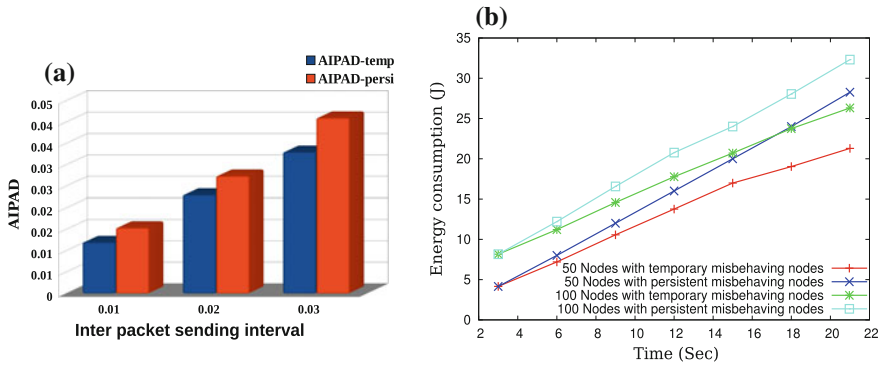 (a)
AIPAD-temp
AIPAD-persi
0.05
0.04
0.04
0.03
0.03
0.02
0.02
0.01
0.01
0
AIPAD
0.01 0.02 0.03
Inter packet sending interval
(b)
35
30
25
20
15
10
5
0
Energy consumption (J)
50 Nodes with temporary misbehaving nodes
50 Nodes with persistent misbehaving nodes
100 Nodes with temporary misbehaving nodes
100 Nodes with persistent misbehaving nodes
2 4 6 8 10 12 14 16 18 20 22
Time (Sec)